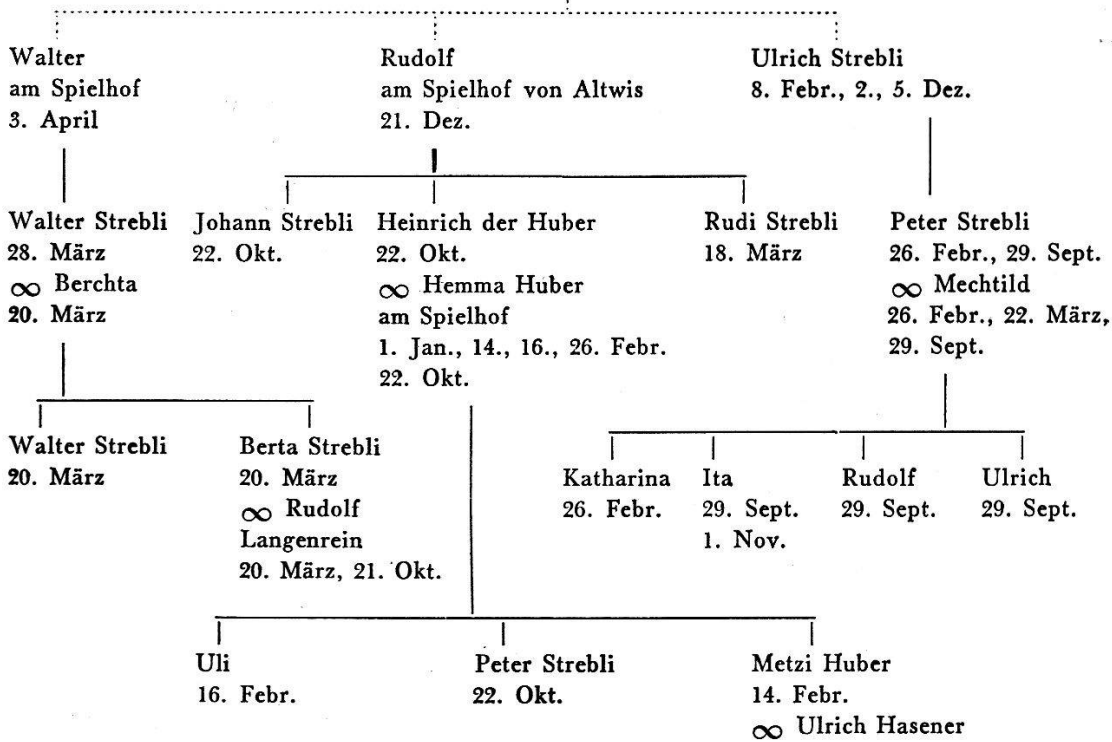 Walter
am Spielhof
3. April
Rudolf
am Spielhof von Altwis
21. Dez.
Ulrich Strebli
8. Febr., 2., 5. Dez.
Walter Strebli
28. März
∞ Berchta
20. März
Johann Strebli
22. Okt.
Heinrich der Huber
22. Okt.
∞ Hemma Huber
am Spielhof
1. Jan., 14., 16., 26. Febr.
22. Okt.
Rudi Strebli
18. März
Peter Strebli
26. Febr., 29. Sept.
∞ Mechtild
26. Febr., 22. März,
29. Sept.
Walter Strebli
20. März
Berta Strebli
20. März
∞ Rudolf
Langenrein
20. März, 21. Okt.
Katharina
26. Febr.
Ita
29. Sept.
1. Nov.
Rudolf
29. Sept.
Ulrich
29. Sept.
Uli
16. Febr.
Peter Strebli
22. Okt.
Metzi Huber
14. Febr.
∞ Ulrich Hasener